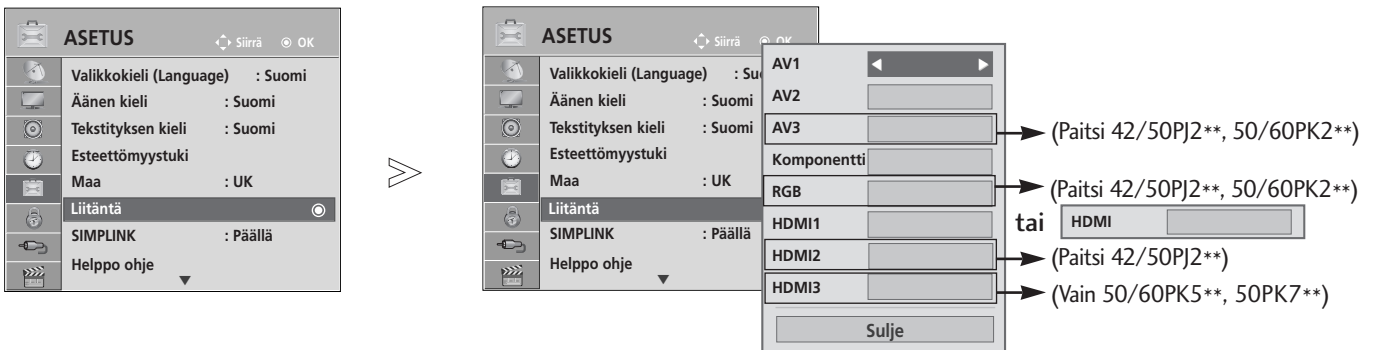 ASETUS
Siirrä OK
Valikkokieli (Language) : Suomi
Äänen kieli : Suomi
Tekstityksen kieli : Suomi
Esteettömyystuki
Maa : UK
Liitäntä
SIMPLINK : Päällä
Helppo ohje
ASETUS
Siirrä OK
Valikkokieli (Language) : Su
Äänen kieli : Suomi
Tekstityksen kieli : Suomi
Esteettömyystuki
Maa : UK
Liitäntä
SIMPLINK : Päällä
Helppo ohje
AV1
AV2
AV3 (Paitsi 42/50PJ2**, 50/60PK2**)
Komponentti
RGB (Paitsi 42/50PJ2**, 50/60PK2**)
HDMI1 tai HDMI
HDMI2 (Paitsi 42/50PJ2**)
HDMI3 (Vain 50/60PK5**, 50PK7**)
Sulje